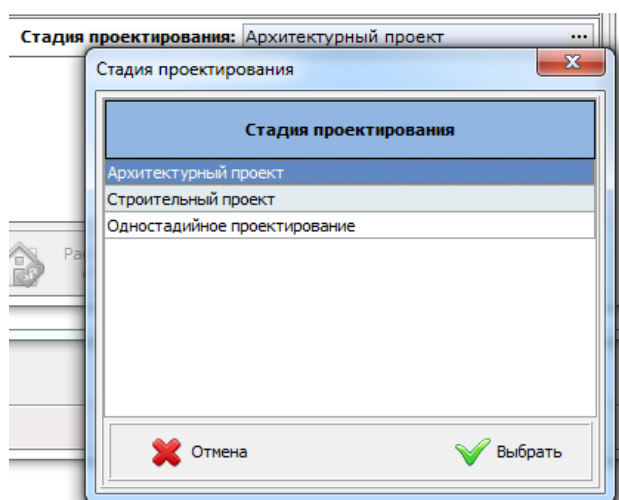 Стадия проектирования: Архитектурный проект ...
Стадия проектирования
Стадия проектирования
Архитектурный проект
Строительный проект
Одностадийное проектирование
Отмена
Выбрать